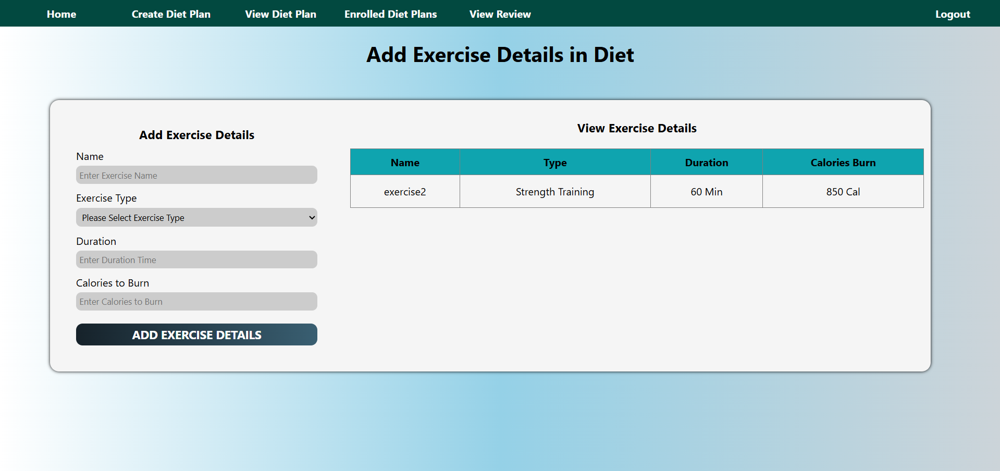 Home Create Diet Plan View Diet Plan Enrolled Diet Plans View Review Logout
Add Exercise Details in Diet
Add Exercise Details
Name
Enter Exercise Name
Exercise Type
Please Select Exercise Type
Duration
Enter Duration Time
Calories to Burn
Enter Calories to Burn
ADD EXERCISE DETAILS
View Exercise Details
Name Type Duration Calories Burn
exercise2 Strength Training 60 Min 850 Cal